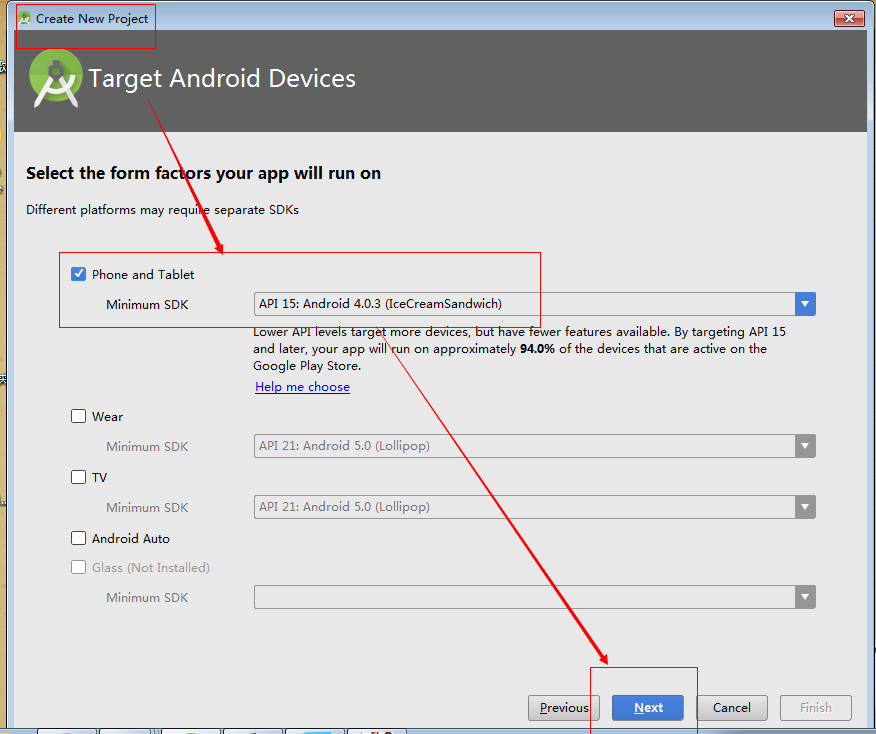 Create New Project
Target Android Devices
Select the form factors your app will run on
Different platforms may require separate SDKs
Phone and Tablet
Minimum SDK
API 15: Android 4.0.3 (IceCreamSandwich)
Lower API levels target more devices, but have fewer features available. By targeting API 15
and later, your app will run on approximately 94.0% of the devices that are active on the
Google Play Store.
Help me choose
Wear
Minimum SDK
API 21: Android 5.0 (Lollipop)
TV
Minimum SDK
API 21: Android 5.0 (Lollipop)
Android Auto
Glass (Not Installed)
Minimum SDK
Previous
Next
Cancel
Finish